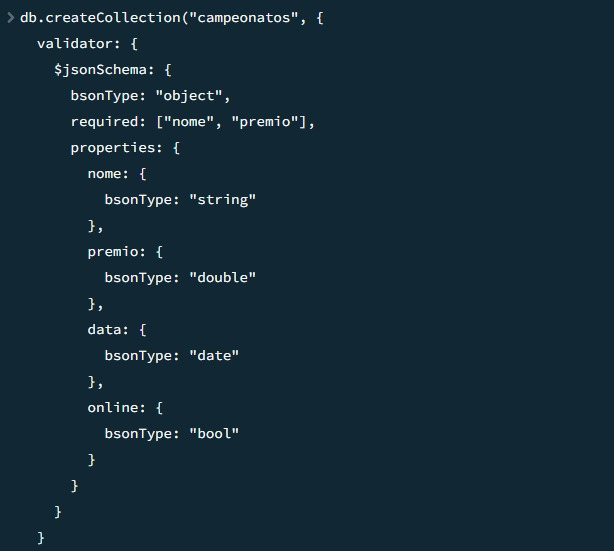 > db.createCollection("campeonatos", {
validator: {
$jsonSchema: {
bsonType: "object",
required: ["nome", "premio"],
properties: {
nome: {
bsonType: "string"
},
premio: {
bsonType: "double"
},
data: {
bsonType: "date"
},
online: {
bsonType: "bool"
}
}
}
}